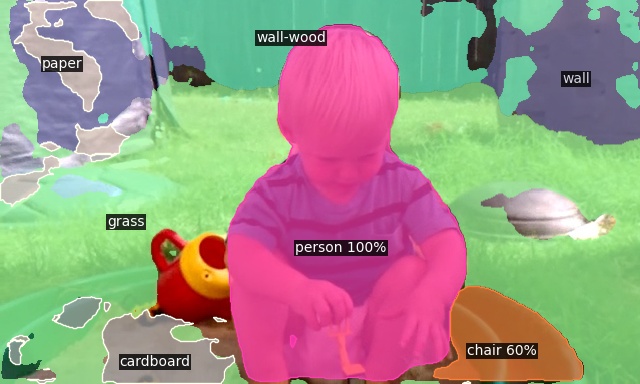 wall-wood
paper
wall
grass
person 100%
chair 60%
cardboard